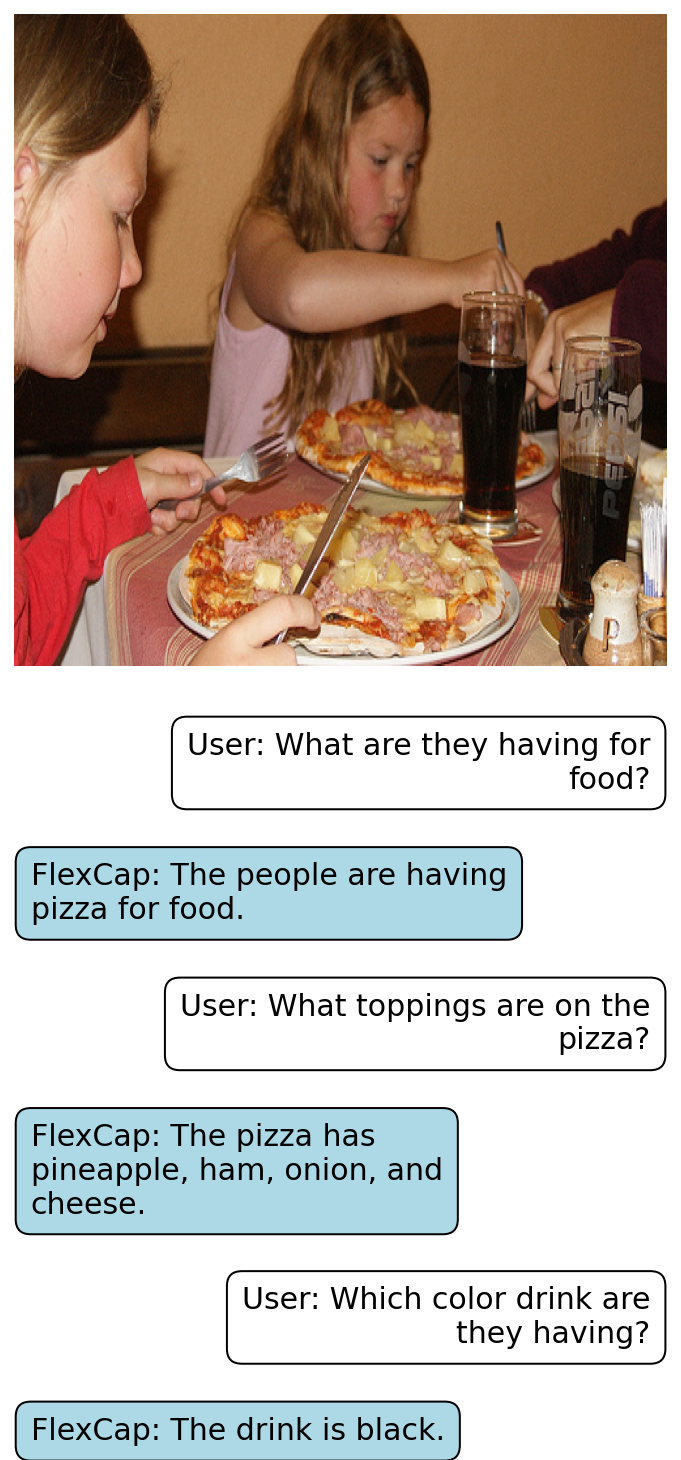 PEPSI
P
User: What are they having for
food?
FlexCap: The people are having
pizza for food.
User: What toppings are on the
pizza?
FlexCap: The pizza has
pineapple, ham, onion, and
cheese.
User: Which color drink are
they having?
FlexCap: The drink is black.